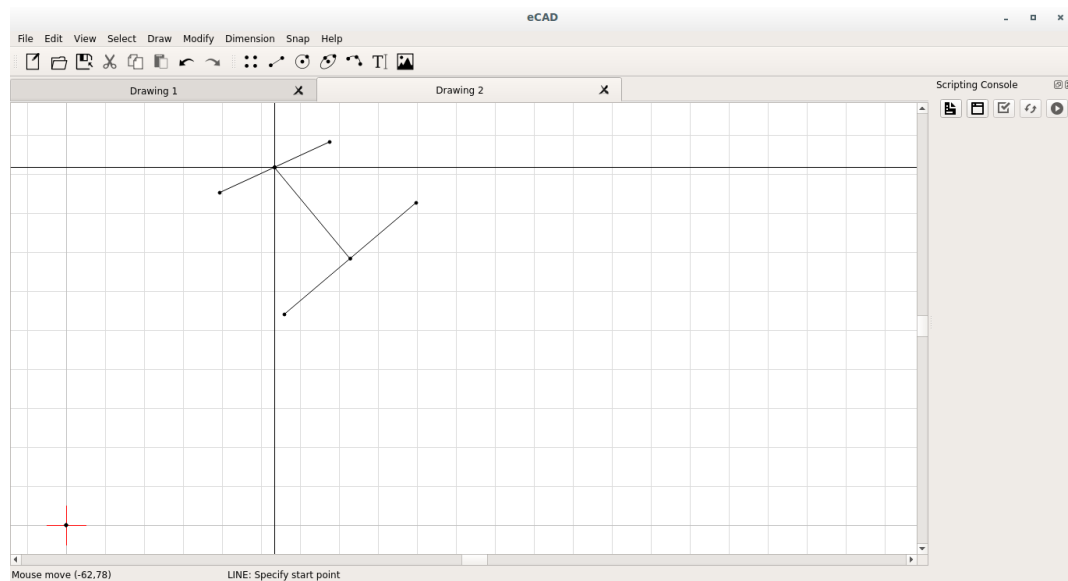 eCAD
File Edit View Select Draw Modify Dimension Snap Help
Drawing 1
Drawing 2
Scripting Console
Mouse move (-62,78)
LINE: Specify start point